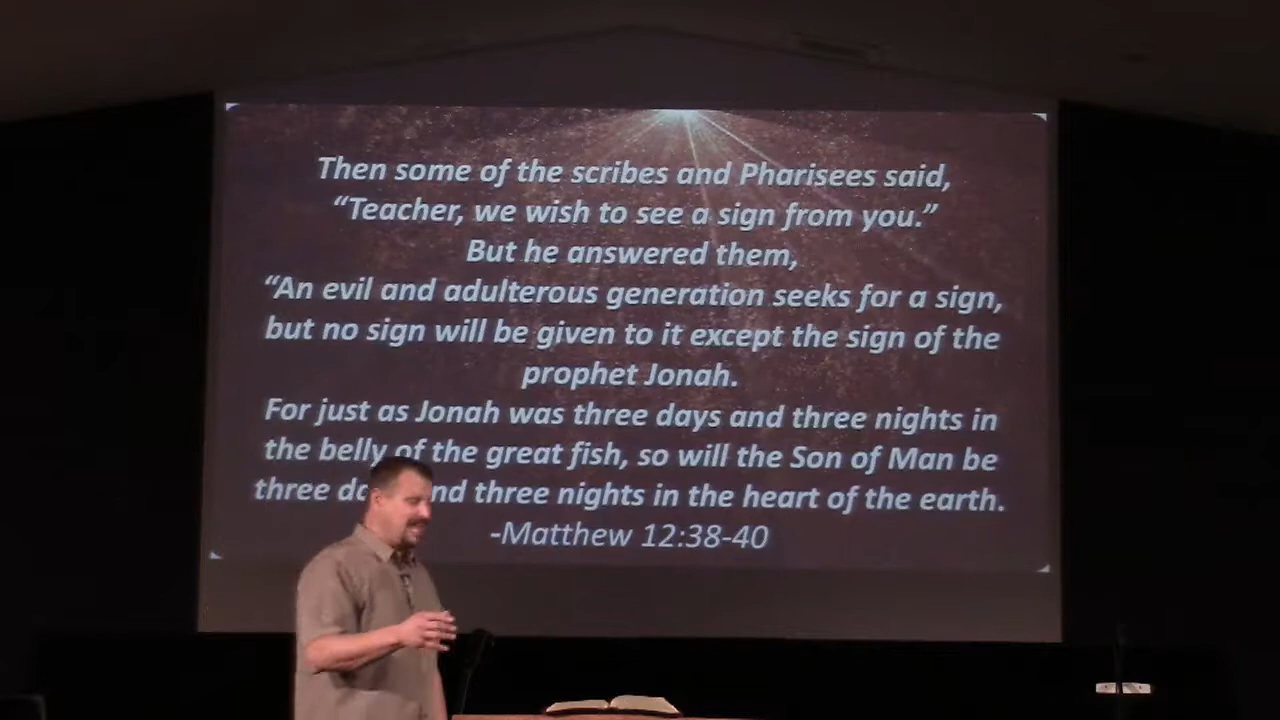 Then some of the scribes and Pharisees said,
“Teacher, we wish to see a sign from you.”
But he answered them,
“An evil and adulterous generation seeks for a sign,
but no sign will be given to it except the sign of the
prophet Jonah.
For just as Jonah was three days and three nights in
the belly of the great fish, so will the Son of Man be
three and three nights in the heart of the earth.
-Matthew 12:38-40